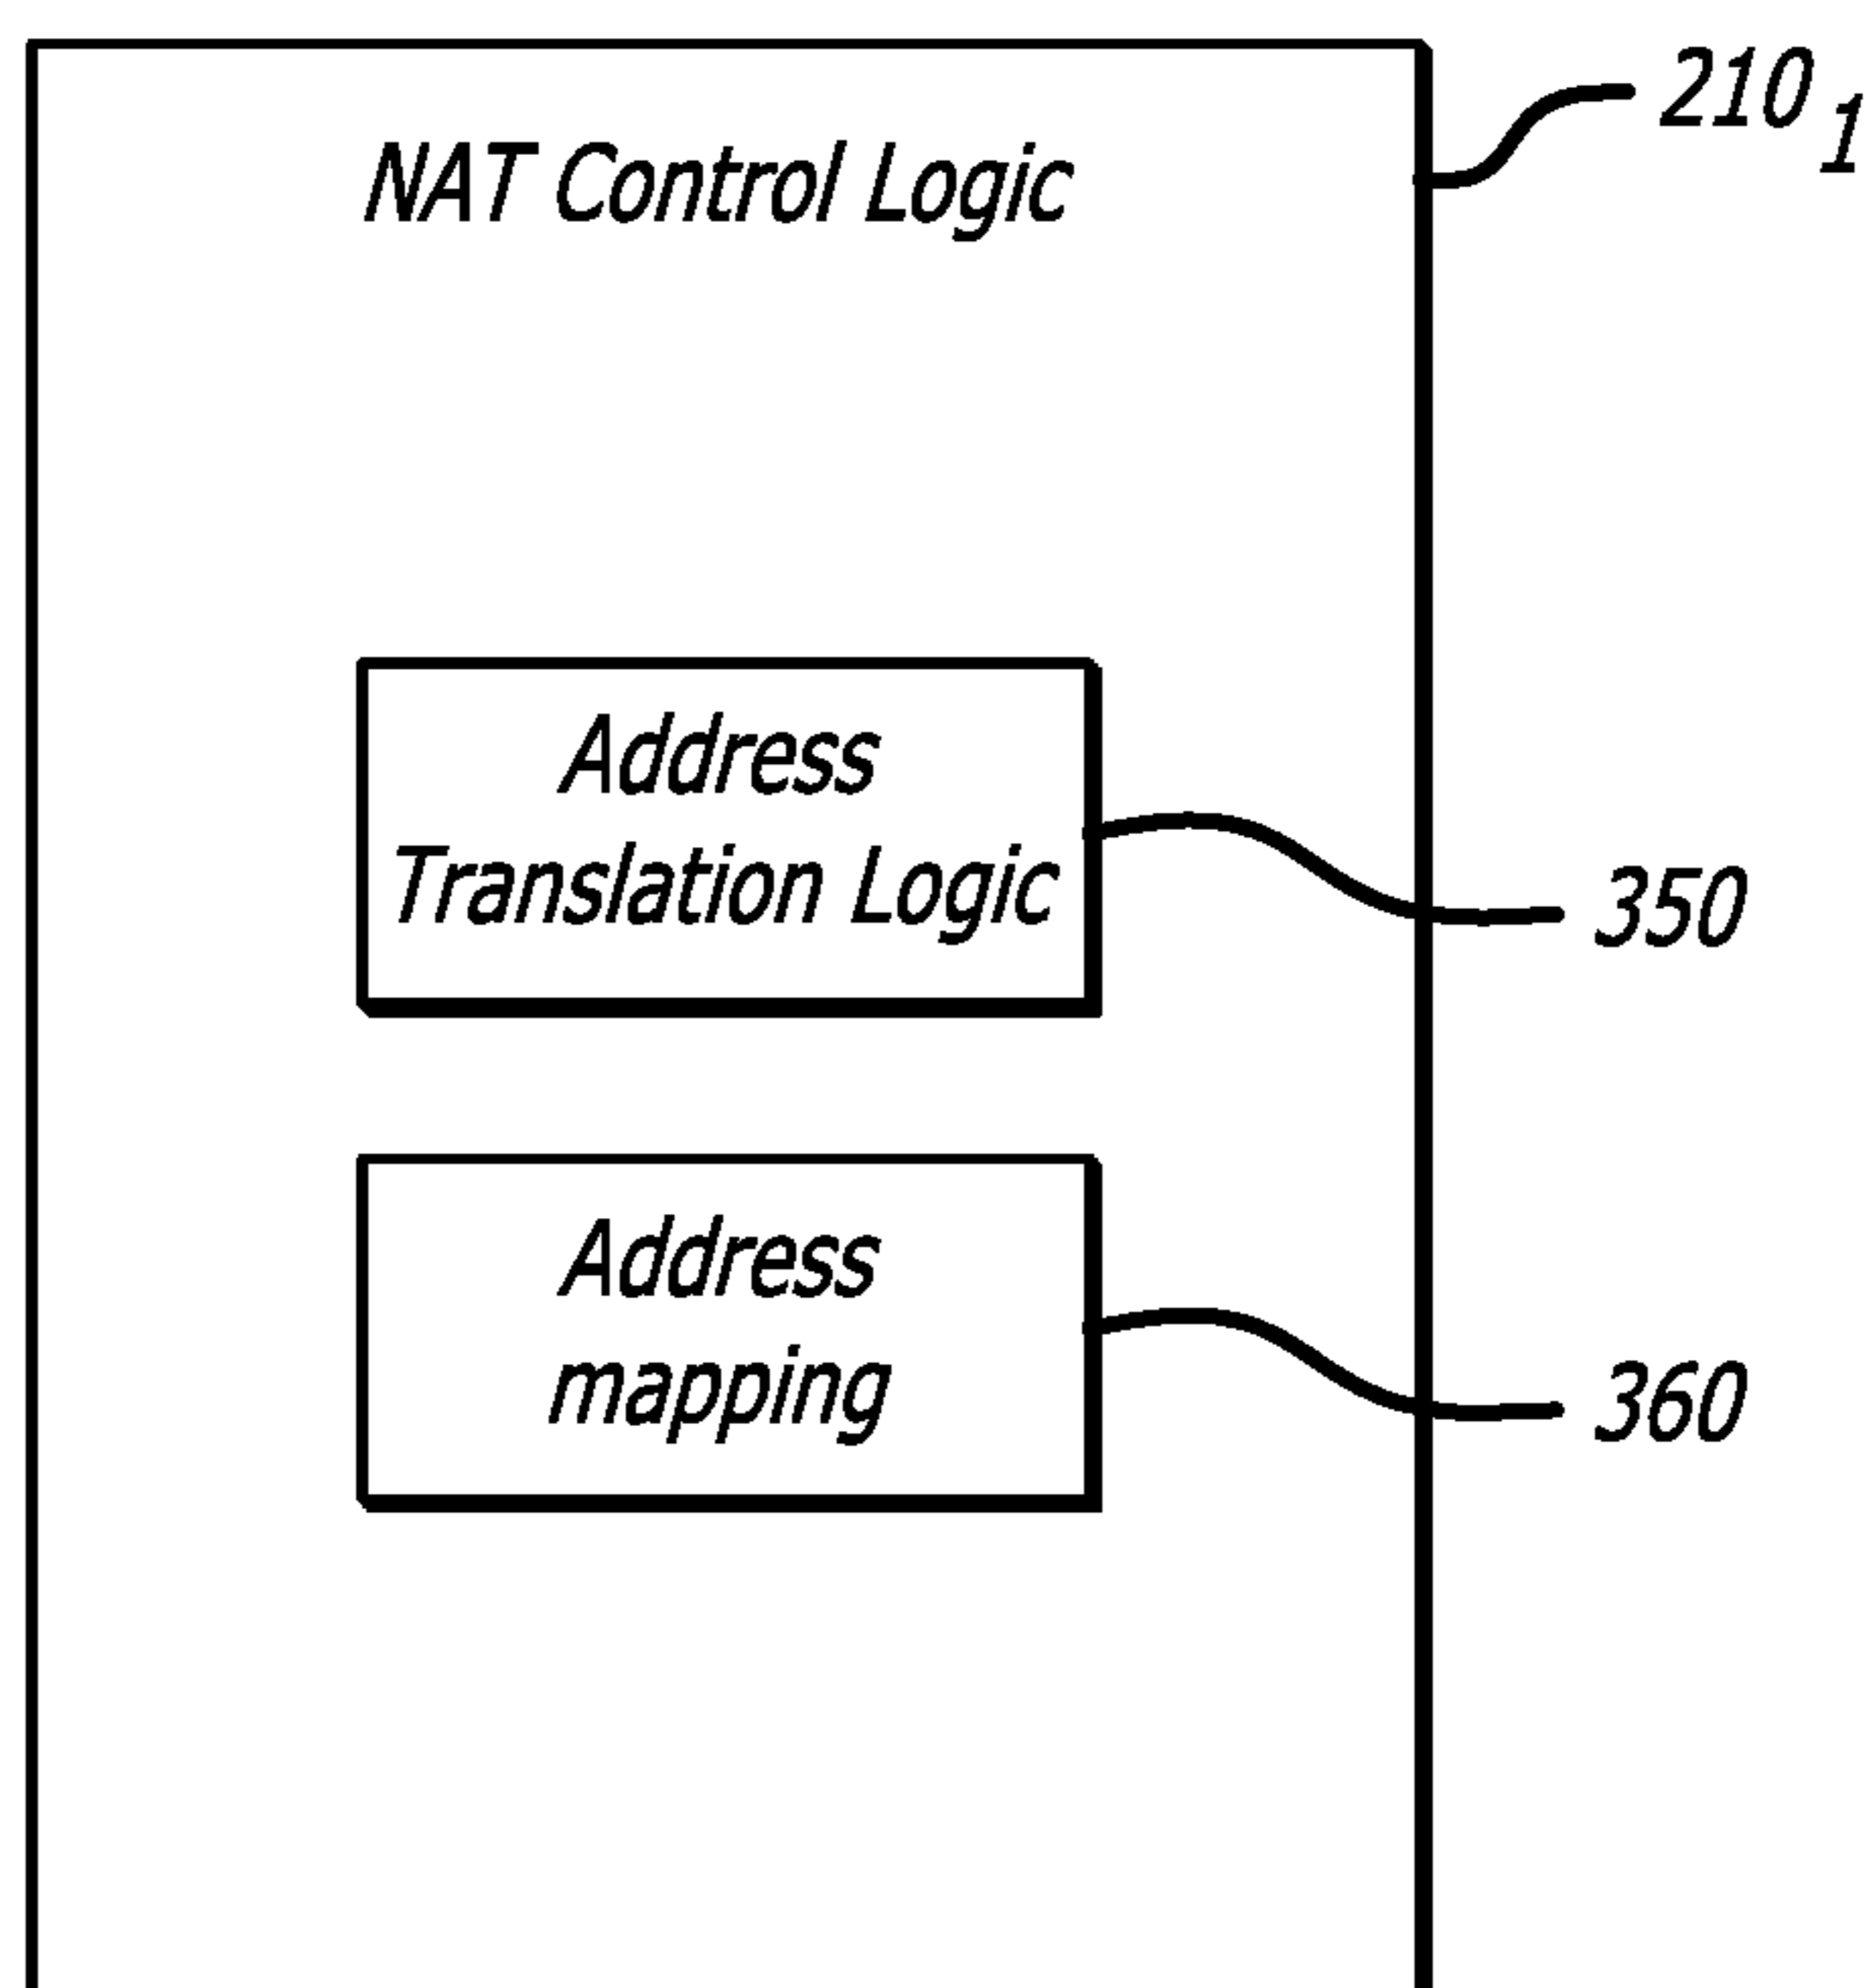 NAT Control Logic
210 1
Address
Translation Logic
350
Address
mapping
360